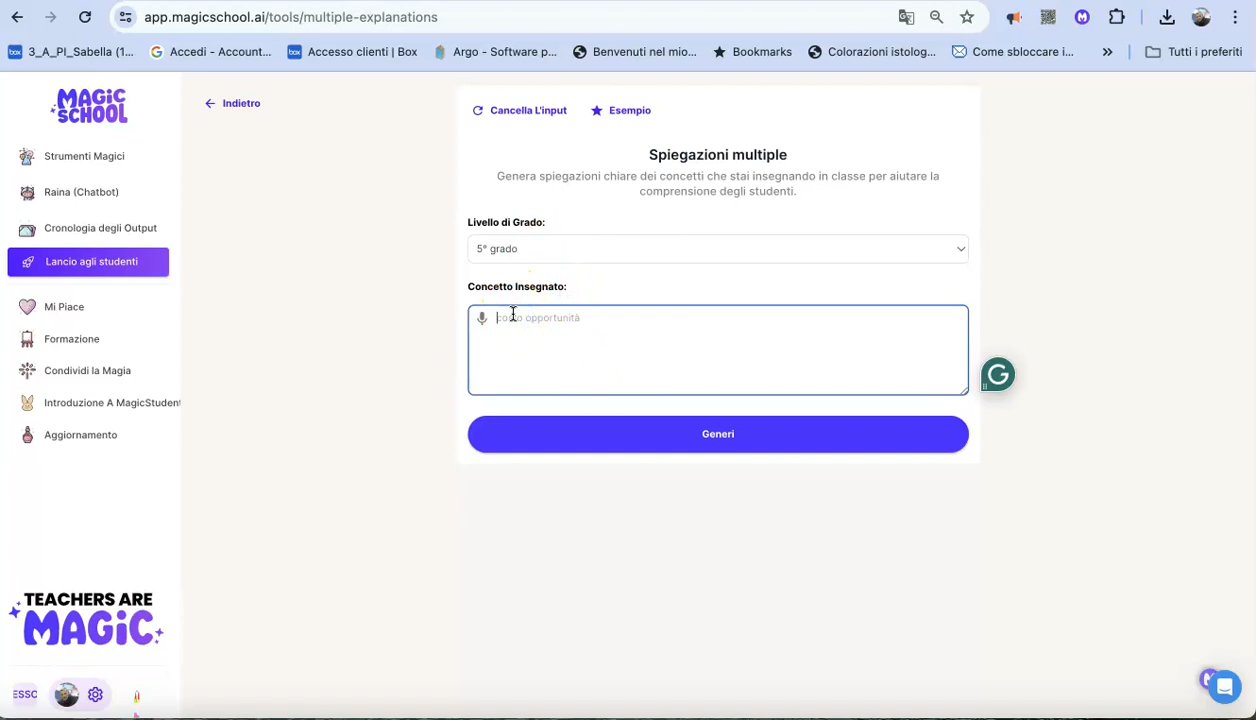 app.magicschool.ai/tools/multiple-explanations
3_A_PI_Sabella (1...
Accedi - Account...
Accesso clienti | Box
Argo - Software p...
Benvenuti nel mio...
Bookmarks
Colorazioni istolog...
Come sbloccare i...
Tutti i preferiti
MAGIC
SCHOOL
Strumenti Magici
Raina (Chatbot)
Cronologia degli Output
Lancio agli studenti
Mi Piace
Formazione
Condividi la Magia
Introduzione A MagicStudent
Aggiornamento
TEACHERS ARE
MAGIC
ESSO
Indietro
Cancella L'input
Esempio
Spiegazioni multiple
Genera spiegazioni chiare dei concetti che stai insegnando in classe per aiutare la
comprensione degli studenti.
Livello di Grado:
5° grado
Concetto Insegnato:
costo opportunità
Generi